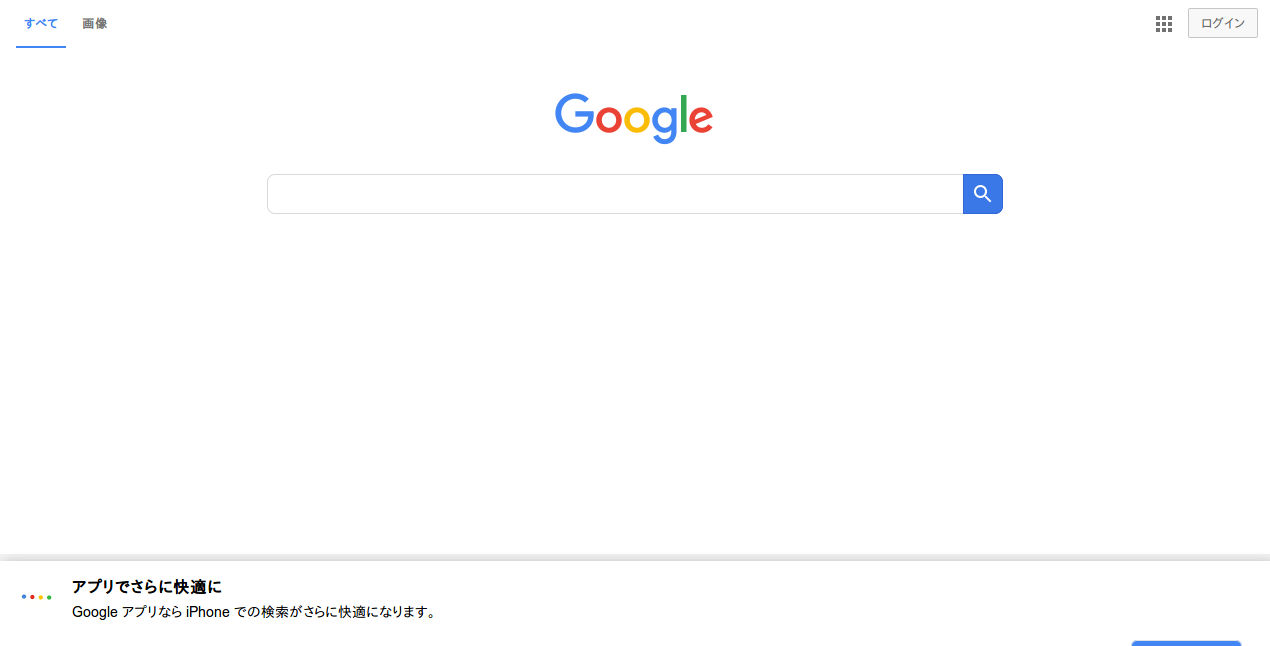 すべて 画像
ログイン
Google
アプリでさらに快適に
Google アプリなら iPhone での検索がさらに快適になります。